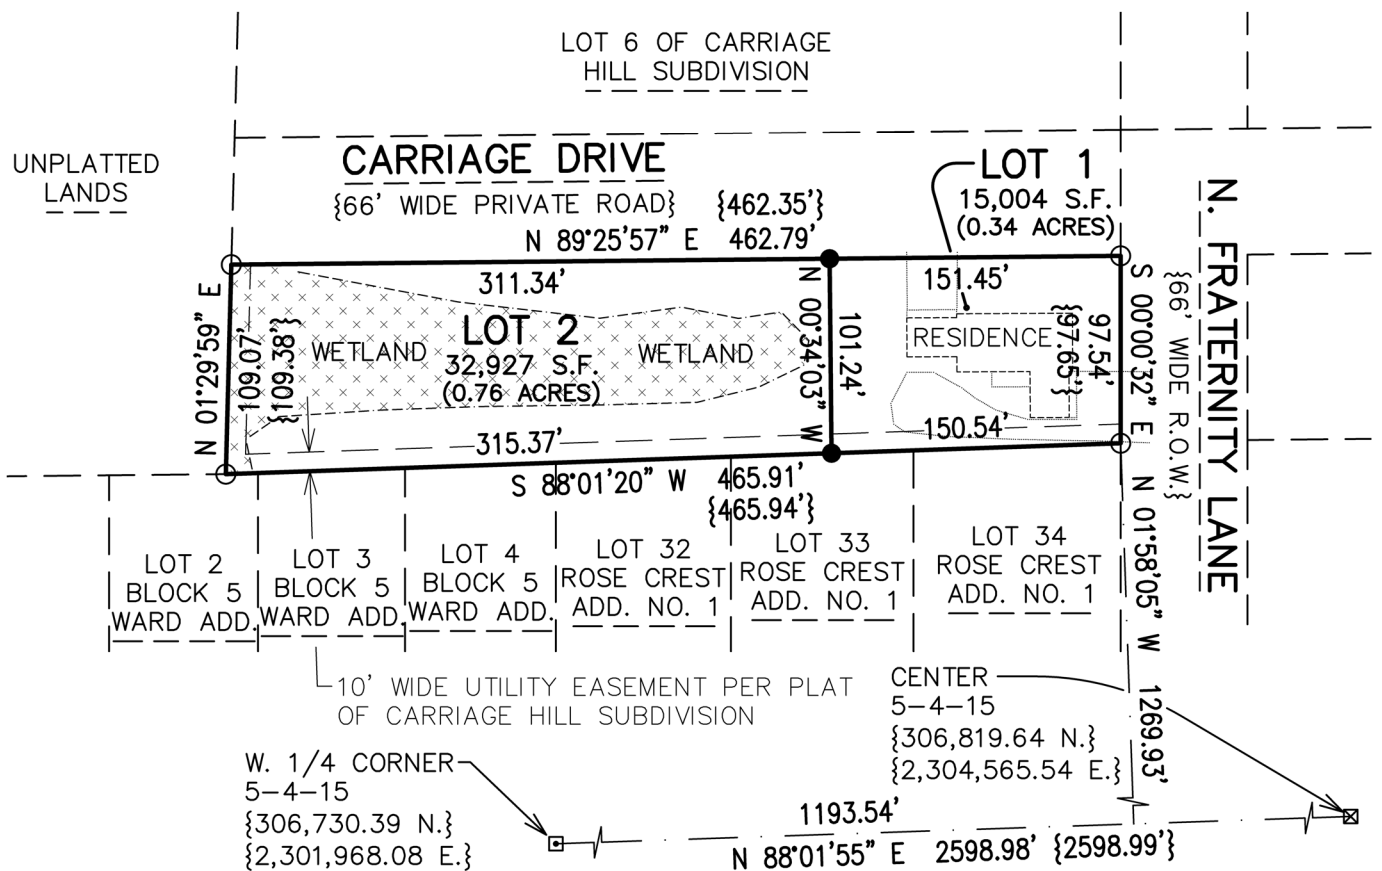 LOT 6 OF CARRIAGE
HILL SUBDIVISION
UNPLATTED
LANDS
CARRIAGE DRIVE
{66' WIDE PRIVATE ROAD}
{462.35'}
N 89°25'57" E 462.79'
LOT 1
15,004 S.F.
(0.34 ACRES)
N. FRATERNITY LANE
{66' WIDE R.O.W.}
311.34'
151.45'
N 01°29'59" E
109.07'
{109.38'}
WETLAND
LOT 2
32,927 S.F.
(0.76 ACRES)
WETLAND
N 00°34'03" W
101.24'
RESIDENCE
{97.65'}
97.54'
S 00°00'32" E
315.37'
150.54'
S 88°01'20" W 465.91'
{465.94'}
LOT 2
BLOCK 5
WARD ADD.
LOT 3
BLOCK 5
WARD ADD.
LOT 4
BLOCK 5
WARD ADD.
LOT 32
ROSE CREST
ADD. NO. 1
LOT 33
ROSE CREST
ADD. NO. 1
LOT 34
ROSE CREST
ADD. NO. 1
N 01°58'05" W 1269.93'
10' WIDE UTILITY EASEMENT PER PLAT
OF CARRIAGE HILL SUBDIVISION
CENTER
5-4-15
{306,819.64 N.}
{2,304,565.54 E.}
W. 1/4 CORNER
5-4-15
{306,730.39 N.}
{2,301,968.08 E.}
1193.54'
N 88°01'55" E 2598.98' {2598.99'}